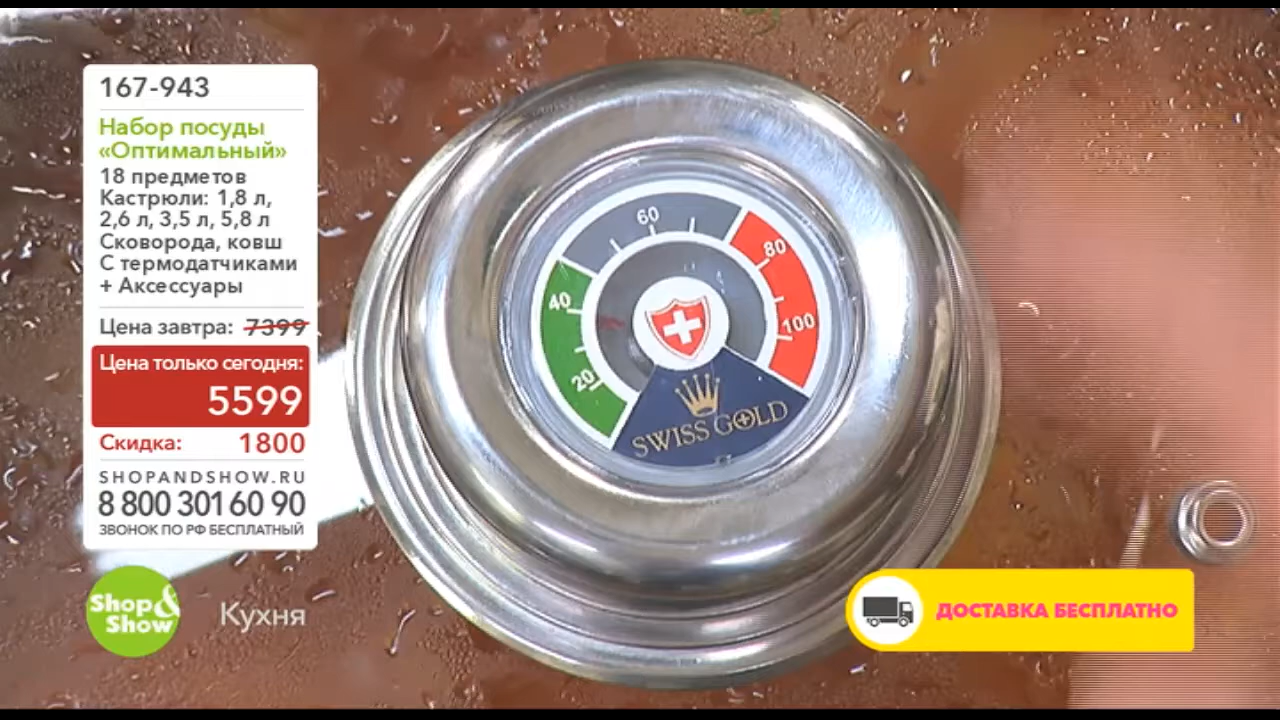 167-943
Набор посуды
«Оптимальный»
18 предметов
Кастрюли: 1,8 л,
2,6 л, 3,5 л, 5,8 л
Сковорода, ковш
С термодатчиками
+ Аксессуары
Цена завтра: 7399
Цена только сегодня:
5599
Скидка: 1800
SHOPANDSHOW.RU
8 800 301 60 90
ЗВОНОК ПО РФ БЕСПЛАТНЫЙ
Shop&
Show
Кухня
20
40
60
80
100
SWISS GOLD
ДОСТАВКА БЕСПЛАТНО